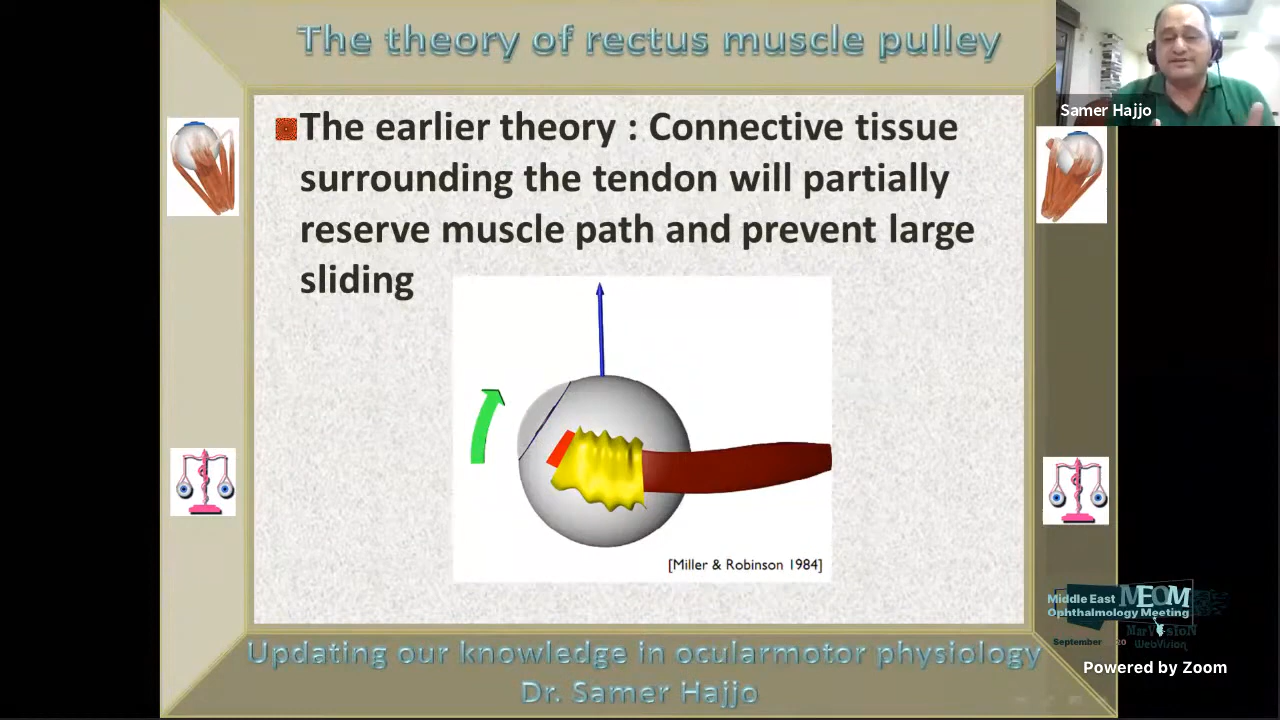 The theory of rectus muscle pulley
Samer Hajjo
The earlier theory : Connective tissue
surrounding the tendon will partially
reserve muscle path and prevent large
sliding
[Miller & Robinson 1984]
Middle East MEOM
Ophthalmology Meeting
September
WebVision
Powered by Zoom
Updating our knowledge in ocularmotor physiology
Dr. Samer Hajjo